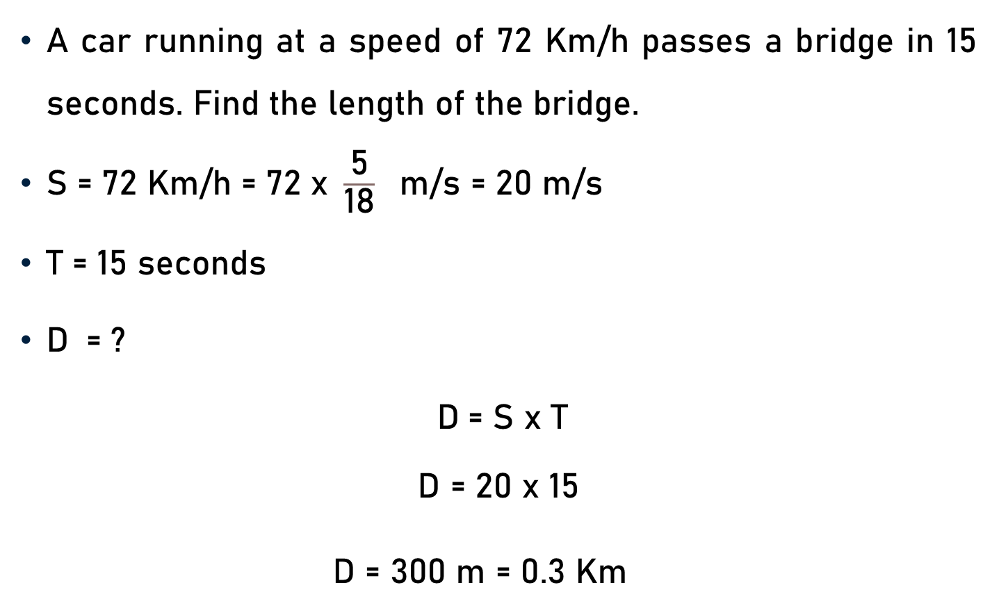 • A car running at a speed of 72 Km/h passes a bridge in 15
seconds. Find the length of the bridge.
• S = 72 Km/h = 72 x 5/18 m/s = 20 m/s
• T = 15 seconds
• D = ?
D = S x T
D = 20 x 15
D = 300 m = 0.3 Km